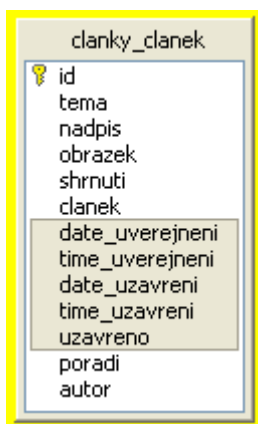 clanky_clanek
id
tema
nadpis
obrazek
shrnuti
clanek
date_uverejneni
time_uverejneni
date_uzavreni
time_uzavreni
uzavreno
poradi
autor